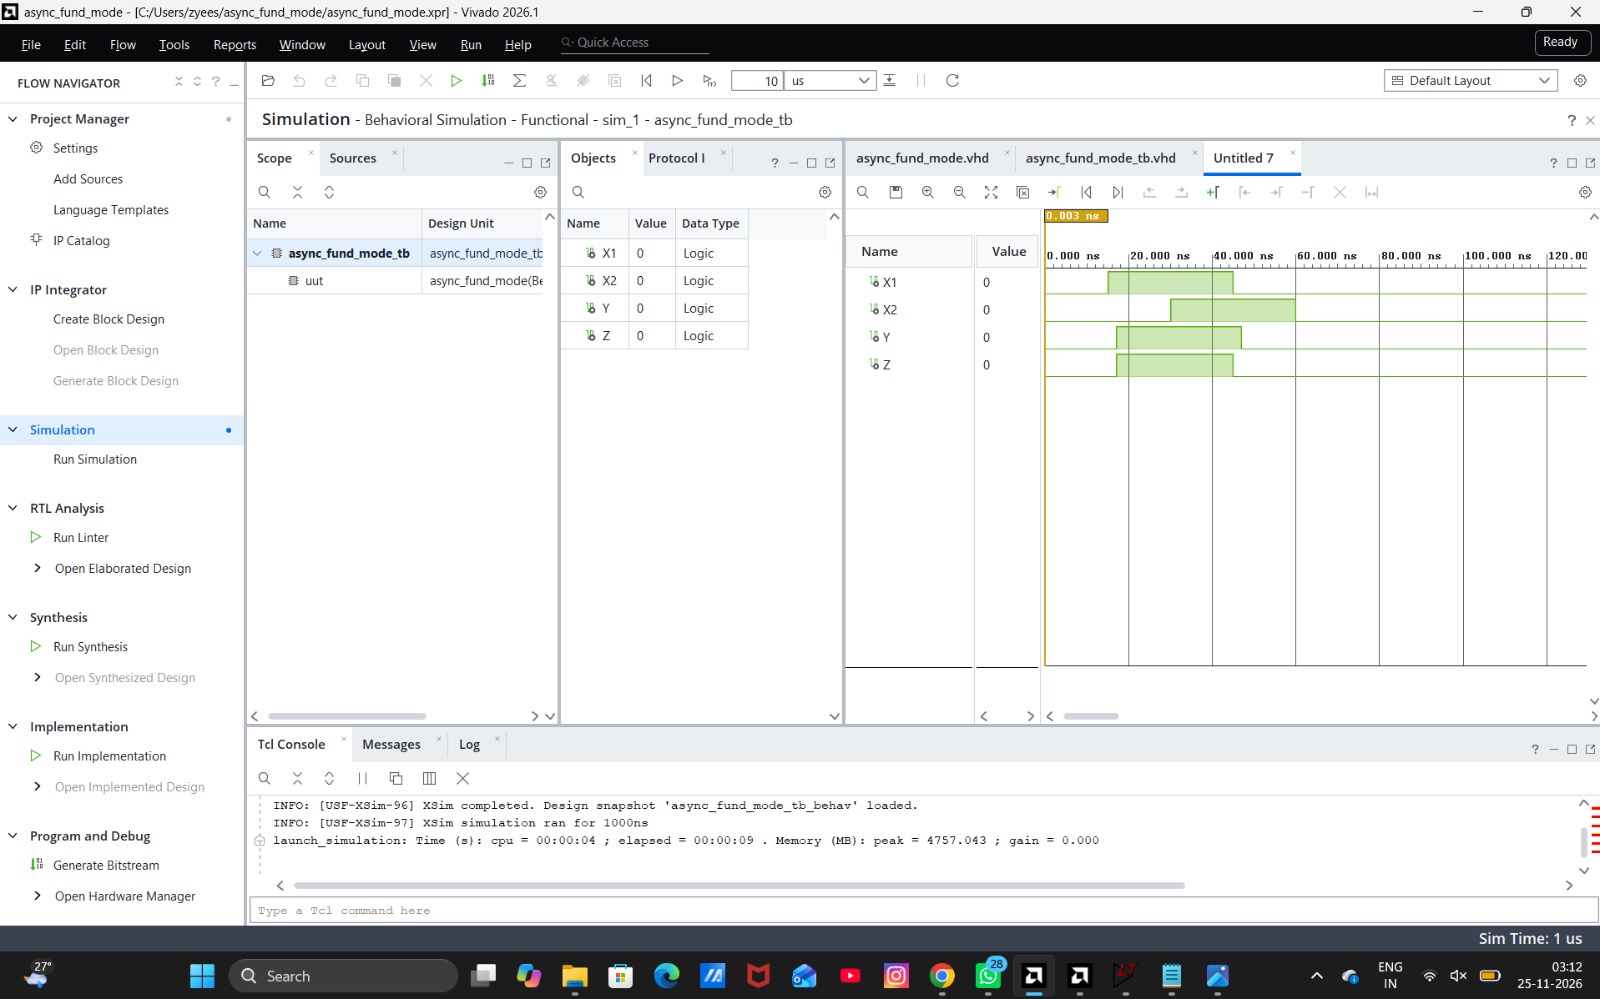 async_fund_mode - [C:/Users/zyees/async_fund_mode/async_fund_mode.xpr] - Vivado 2026.1
File Edit Flow Tools Reports Window Layout View Run Help Quick Access Ready
10 us Default Layout
FLOW NAVIGATOR
Project Manager
Settings
Add Sources
Language Templates
IP Catalog
IP Integrator
Create Block Design
Open Block Design
Generate Block Design
Simulation
Run Simulation
RTL Analysis
Run Linter
Open Elaborated Design
Synthesis
Run Synthesis
Open Synthesized Design
Implementation
Run Implementation
Open Implemented Design
Program and Debug
Generate Bitstream
Open Hardware Manager
Simulation - Behavioral Simulation - Functional - sim_1 - async_fund_mode_tb
Scope Sources
Name Design Unit
async_fund_mode_tb async_fund_mode_tb
uut async_fund_mode(Be
Objects Protocol I
Name Value Data Type
X1 0 Logic
X2 0 Logic
Y 0 Logic
Z 0 Logic
async_fund_mode.vhd async_fund_mode_tb.vhd Untitled 7
0.003 ns
Name Value
0.000 ns 20.000 ns 40.000 ns 60.000 ns 80.000 ns 100.000 ns 120.00
X1 0
X2 0
Y 0
Z 0
Tcl Console Messages Log
INFO: [USF-XSim-96] XSim completed. Design snapshot 'async_fund_mode_tb_behav' loaded.
INFO: [USF-XSim-97] XSim simulation ran for 1000ns
launch_simulation: Time (s): cpu = 00:00:04 ; elapsed = 00:00:09 . Memory (MB): peak = 4757.043 ; gain = 0.000
Type a Tcl command here
Sim Time: 1 us
27°
Search
28
ENG
IN
03:12
25-11-2026